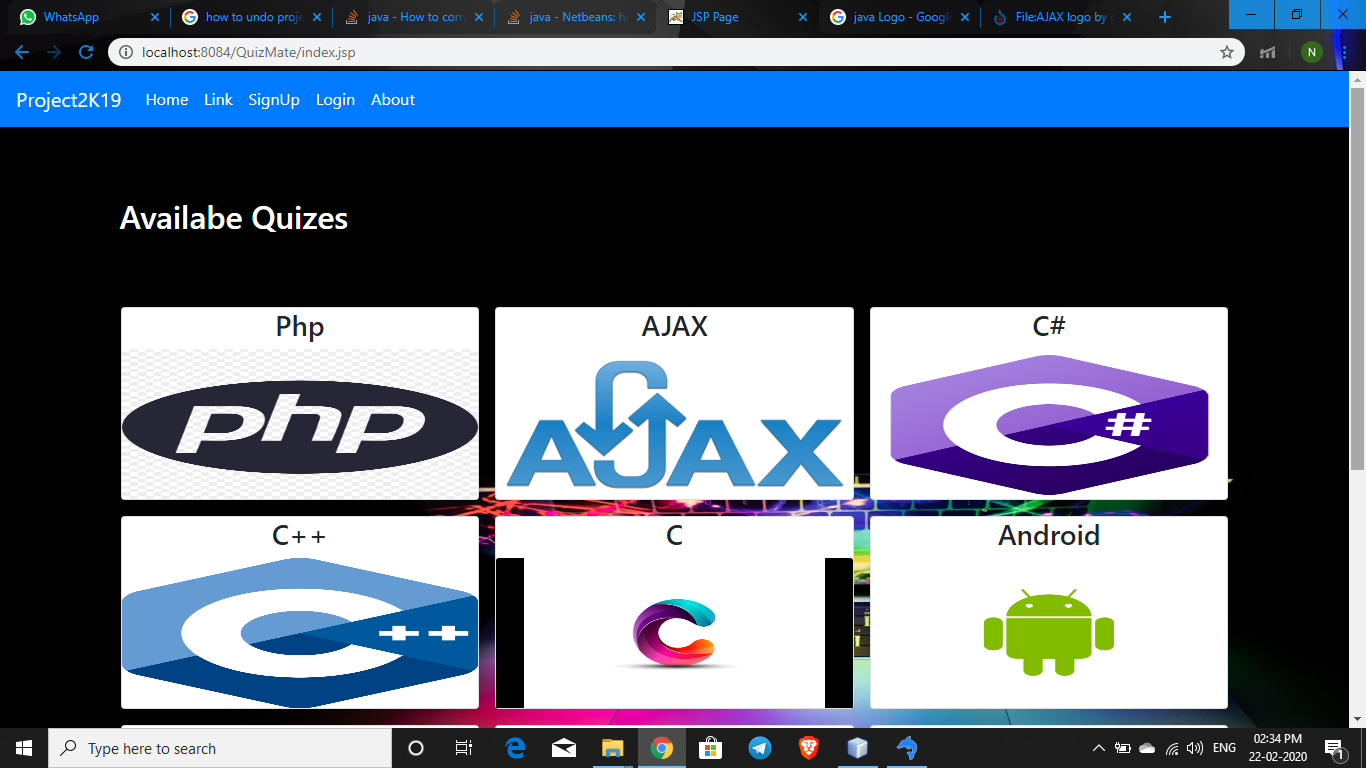 WhatsApp how to undo proje java - How to com java - Netbeans: h JSP Page java Logo - Google File:AJAX logo by g
localhost:8084/QuizMate/index.jsp N
Project2K19 Home Link SignUp Login About
Availabe Quizes
Php AJAX C#
php AJAX C#
C++ C Android
C++ C
Type here to search ENG 02:34 PM
22-02-2020 1